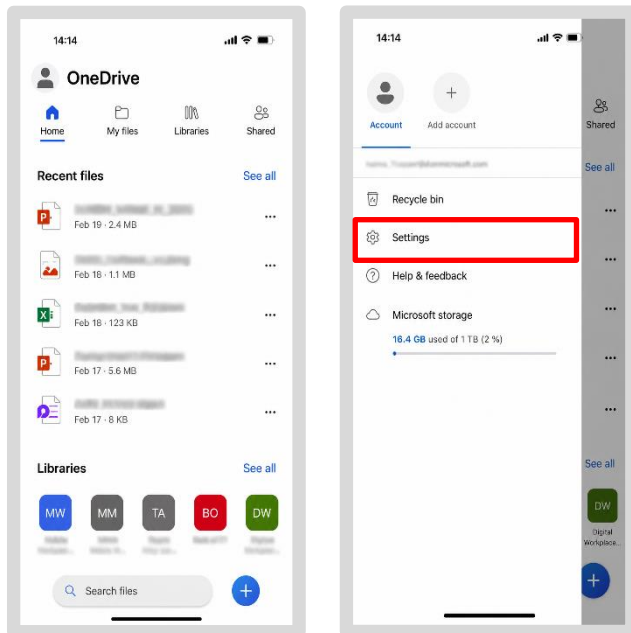 14:14
OneDrive
Home My files Libraries Shared
Recent files See all
Feb 19 · 2.4 MB
Feb 18 · 1.1 MB
Feb 18 · 123 KB
Feb 17 · 5.6 MB
Feb 17 · 8 KB
Libraries See all
MW MM TA BO DW
Search files
14:14
Account Add account
Shared
See all
Recycle bin
Settings
Help & feedback
Microsoft storage
16.4 GB used of 1 TB (2 %)
See all
DW
Digital
Workplace...